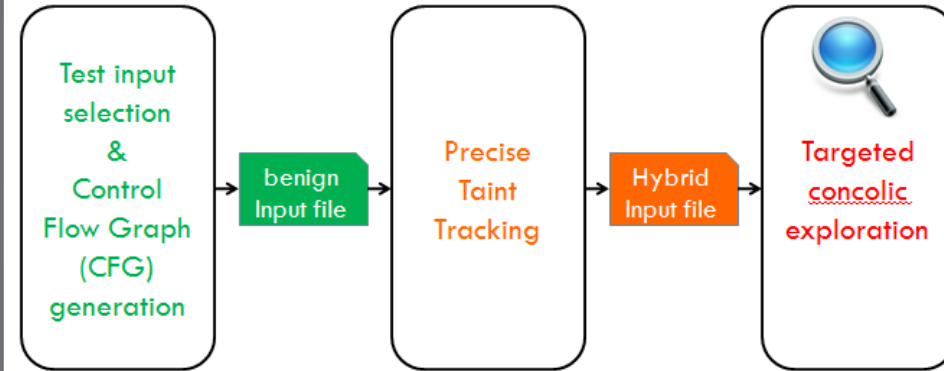 Test input
selection
&
Control
Flow Graph
(CFG)
generation
benign
Input file
Precise
Taint
Tracking
Hybrid
Input file
Targeted
concolic
exploration